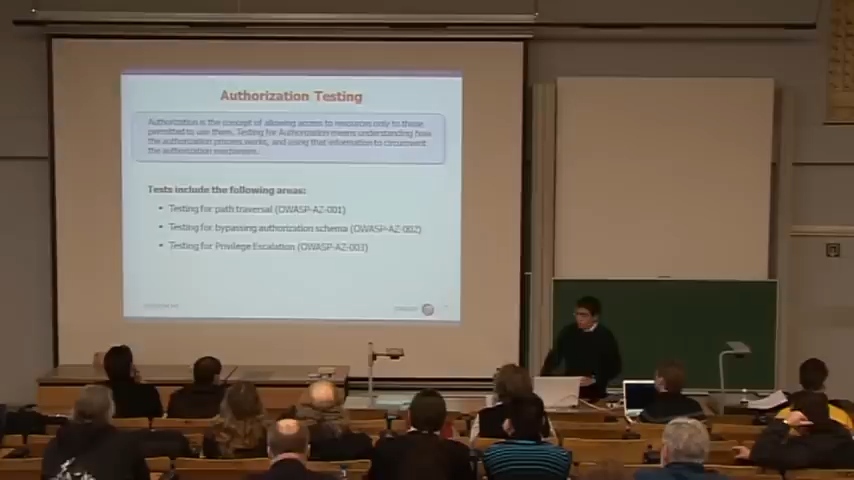 Authorization Testing
Authorization is the concept of allowing access to resources only to those
permitted to use them. Testing for Authorization means understanding how
the authorization process works, and using that information to circumvent
the authorization mechanism.
Tests include the following areas:
• Testing for path traversal (OWASP-AZ-001)
• Testing for bypassing authorization schema (OWASP-AZ-002)
• Testing for Privilege Escalation (OWASP-AZ-003)